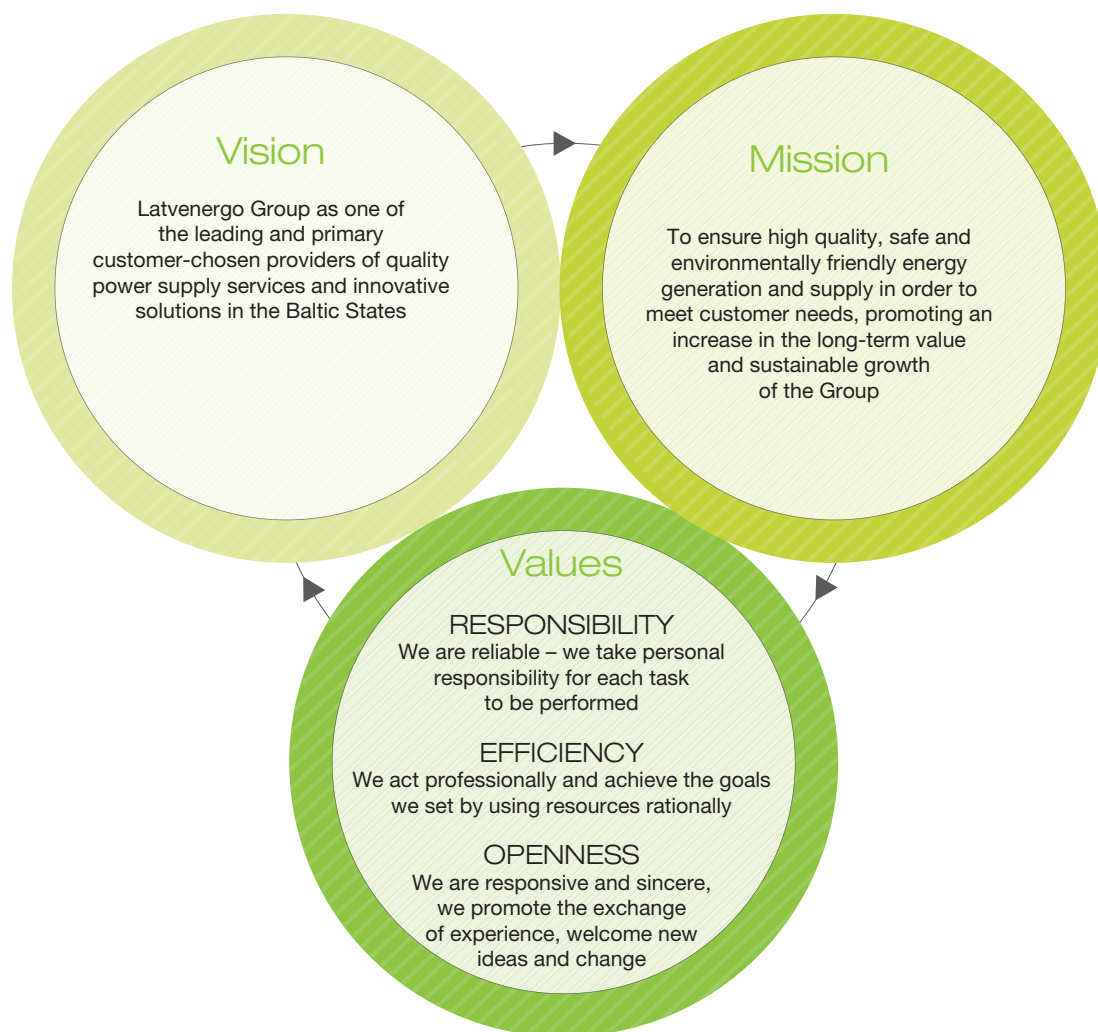 Vision
Latvenergo Group as one of
the leading and primary
customer-chosen providers of quality
power supply services and innovative
solutions in the Baltic States
Mission
To ensure high quality, safe and
environmentally friendly energy
generation and supply in order to
meet customer needs, promoting an
increase in the long-term value
and sustainable growth
of the Group
Values
RESPONSIBILITY
We are reliable – we take personal
responsibility for each task
to be performed
EFFICIENCY
We act professionally and achieve the goals
we set by using resources rationally
OPENNESS
We are responsive and sincere,
we promote the exchange
of experience, welcome new
ideas and change